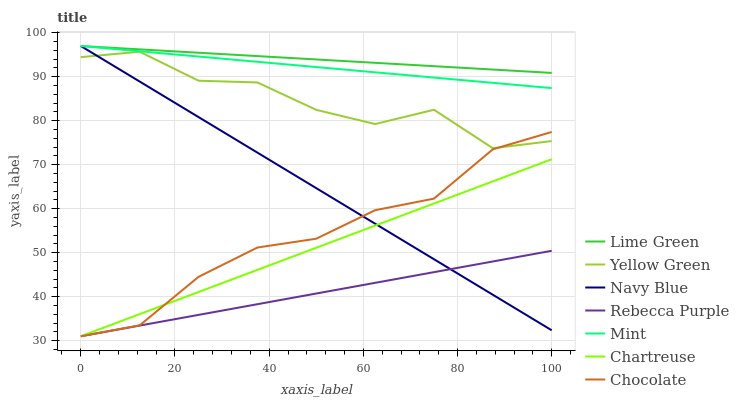 title
100
90
80
70
60
50
40
30
0 20 40 60 80 100
yaxis_label
xaxis_label
Lime Green
Yellow Green
Navy Blue
Rebecca Purple
Mint
Chartreuse
Chocolate